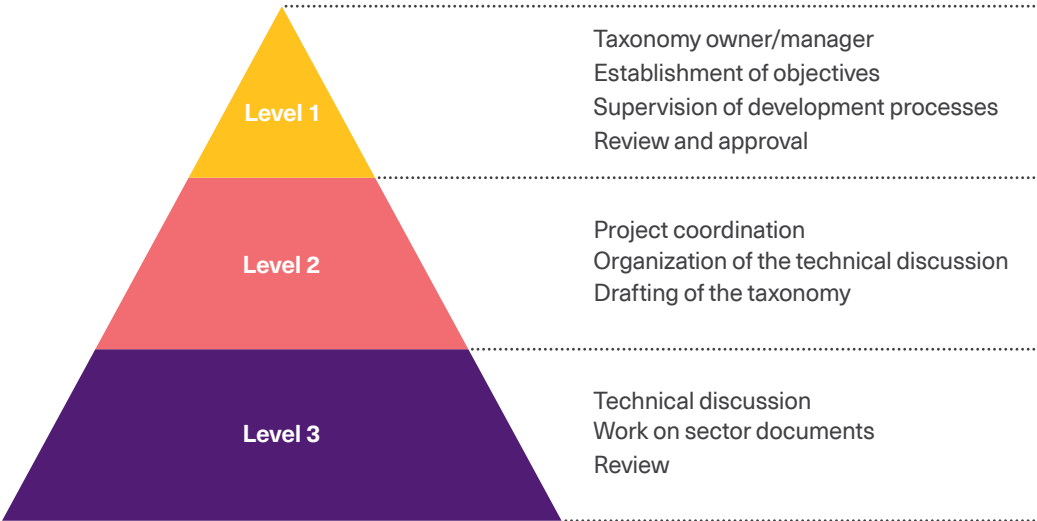 Level 1
Taxonomy owner/manager
Establishment of objectives
Supervision of development processes
Review and approval
Level 2
Project coordination
Organization of the technical discussion
Drafting of the taxonomy
Level 3
Technical discussion
Work on sector documents
Review